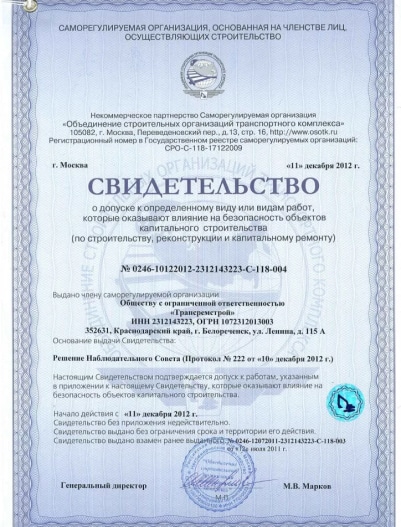 САМОРЕГУЛИРУЕМАЯ ОРГАНИЗАЦИЯ, ОСНОВАННАЯ НА ЧЛЕНСТВЕ ЛИЦ,
ОСУЩЕСТВЛЯЮЩИХ СТРОИТЕЛЬСТВО
Некоммерческое партнерство Саморегулируемая организация
«Объединение строительных организаций транспортного комплекса»
105082, г. Москва, Переведеновский пер., д.13, стр. 16, http://www.osotk.ru
Регистрационный номер в Государственном реестре саморегулируемых организаций:
СРО-С-118-17122009
г. Москва «11» декабря 2012 г.
СВИДЕТЕЛЬСТВО
о допуске к определенному виду или видам работ,
которые оказывают влияние на безопасность объектов
капитального строительства
(по строительству, реконструкции и капитальному ремонту)
№ 0246-10122012-2312143223-С-118-004
Выдано члену саморегулируемой организации
Обществу с ограниченной ответственностью
«Трансремстрой»
ИНН 2312143223, ОГРН 1072312013003
352631, Краснодарский край, г. Белореченск, ул. Ленина, д. 115 А
Основание выдачи Свидетельства:
Решение Наблюдательного Совета (Протокол № 222 от «10» декабря 2012 г.)
Настоящим Свидетельством подтверждается допуск к работам, указанным
в приложении к настоящему Свидетельству, которые оказывают влияние на
безопасность объектов капитального строительства.
Начало действия с «11» декабря 2012 г.
Свидетельство без приложения недействительно.
Свидетельство выдано без ограничения срока и территории его действия.
Свидетельство выдано взамен ранее выданного № 0246-12072011-2312143223-С-118-003
от «12» июля 2011 г.
Генеральный директор М.В. Марков
М.П.